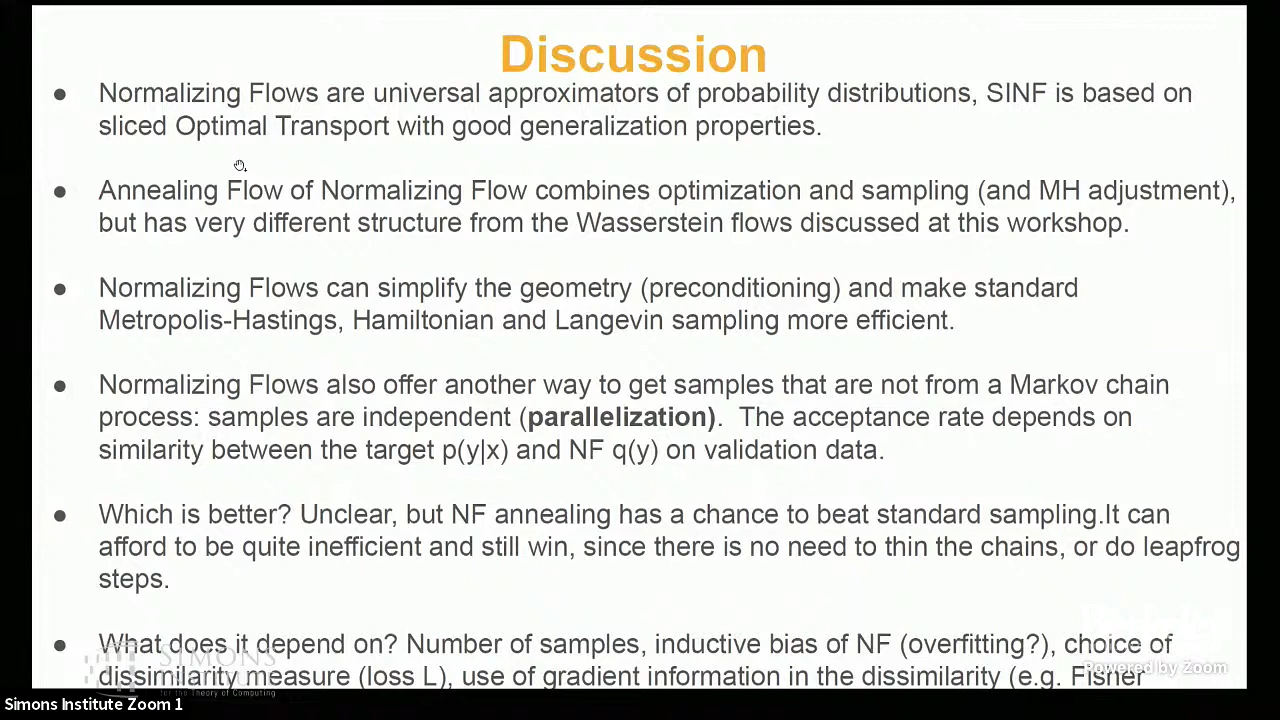 Discussion
● Normalizing Flows are universal approximators of probability distributions, SINF is based on
sliced Optimal Transport with good generalization properties.
● Annealing Flow of Normalizing Flow combines optimization and sampling (and MH adjustment),
but has very different structure from the Wasserstein flows discussed at this workshop.
● Normalizing Flows can simplify the geometry (preconditioning) and make standard
Metropolis-Hastings, Hamiltonian and Langevin sampling more efficient.
● Normalizing Flows also offer another way to get samples that are not from a Markov chain
process: samples are independent (parallelization).  The acceptance rate depends on
similarity between the target p(y|x) and NF q(y) on validation data.
● Which is better? Unclear, but NF annealing has a chance to beat standard sampling.It can
afford to be quite inefficient and still win, since there is no need to thin the chains, or do leapfrog
steps.
● What does it depend on? Number of samples, inductive bias of NF (overfitting?), choice of
dissimilarity measure (loss L), use of gradient information in the dissimilarity (e.g. Fisher
SIMONS
INSTITUTE
for the Theory of Computing
Powered by Zoom
Simons Institute Zoom 1